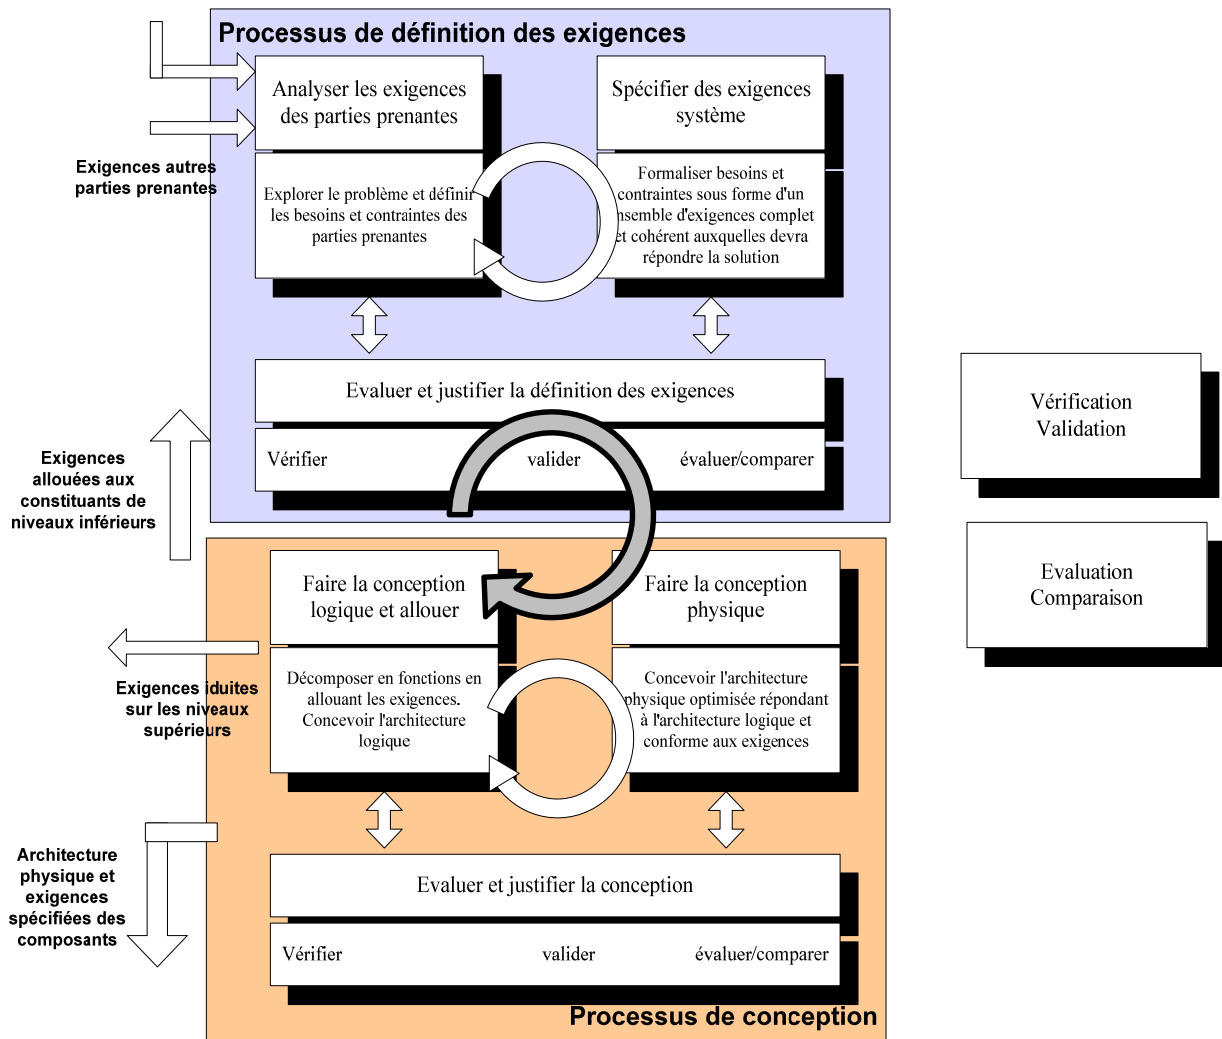 Processus de définition des exigences
Analyser les exigences
des parties prenantes
Spécifier des exigences
système
Exigences autres
parties prenantes
Explorer le problème et définir
les besoins et contraintes des
parties prenantes
Formaliser besoins et
contraintes sous forme d'un
ensemble d'exigences complet
et cohérent auxquelles devra
répondre la solution
Evaluer et justifier la définition des exigences
Vérifier valider évaluer/comparer
Vérification
Validation
Exigences
allouées aux
constituants de
niveaux inférieurs
Evaluation
Comparaison
Faire la conception
logique et allouer
Faire la conception
physique
Exigences iduites
sur les niveaux
supérieurs
Décomposer en fonctions en
allouant les exigences.
Concevoir l'architecture
logique
Concevoir l'architecture
physique optimisée répondant
à l'architecture logique et
conforme aux exigences
Architecture
physique et
exigences
spécifiées des
composants
Evaluer et justifier la conception
Vérifier valider évaluer/comparer
Processus de conception